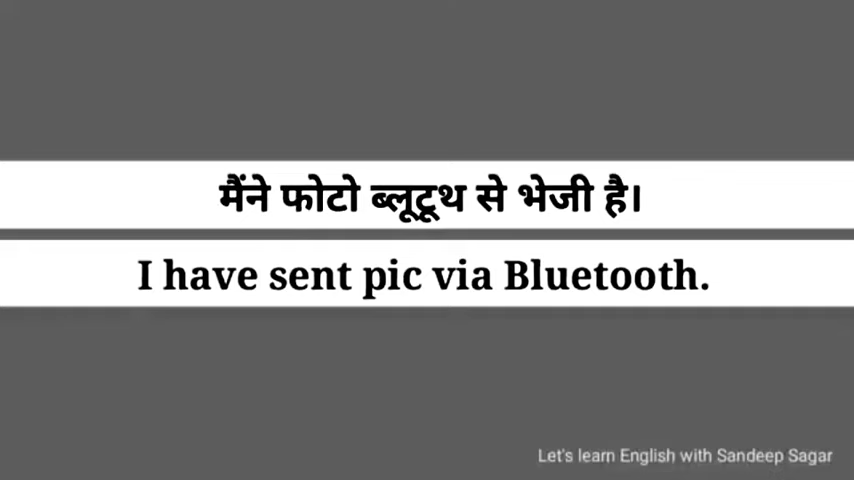 मैंने फोटो ब्लूटूथ से भेजी है।
I have sent pic via Bluetooth.
Let's learn English with Sandeep Sagar